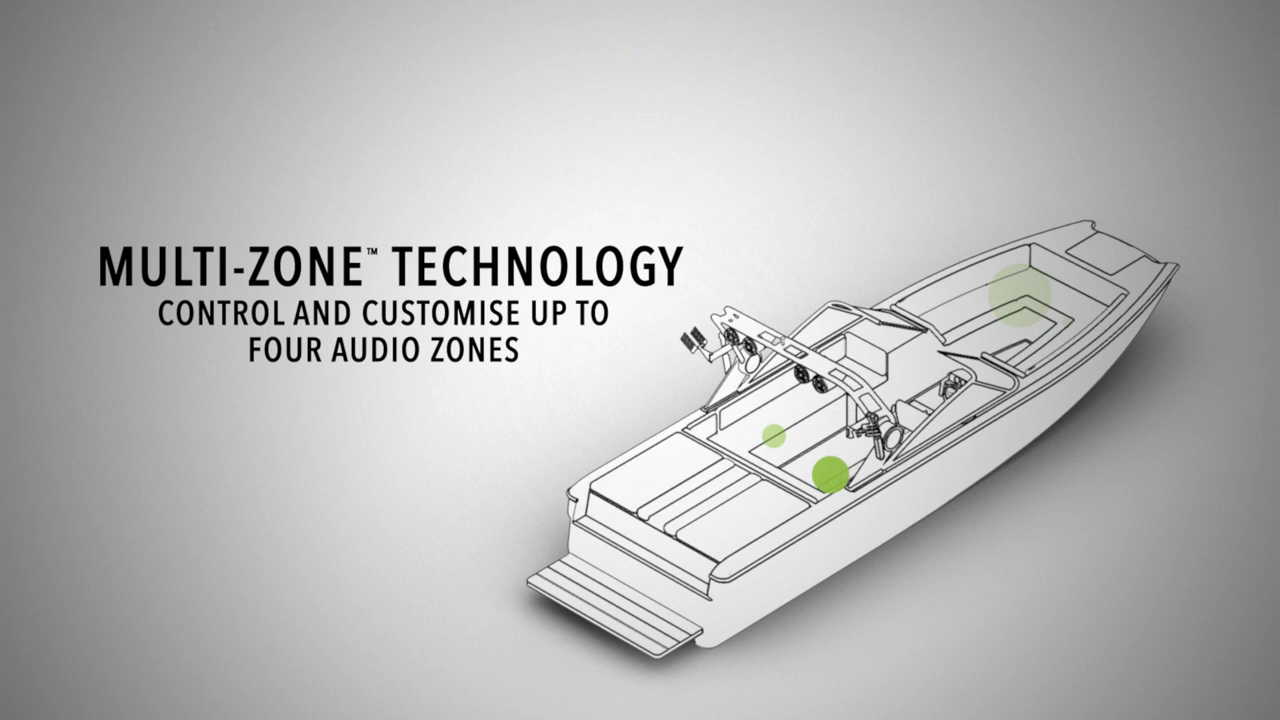 MULTI-ZONE™ TECHNOLOGY
CONTROL AND CUSTOMISE UP TO
FOUR AUDIO ZONES